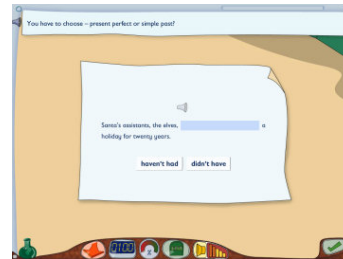 You have to choose – present perfect or simple past?
Santa's assistants, the elves, a
holiday for twenty years.
haven't had didn't have
0100